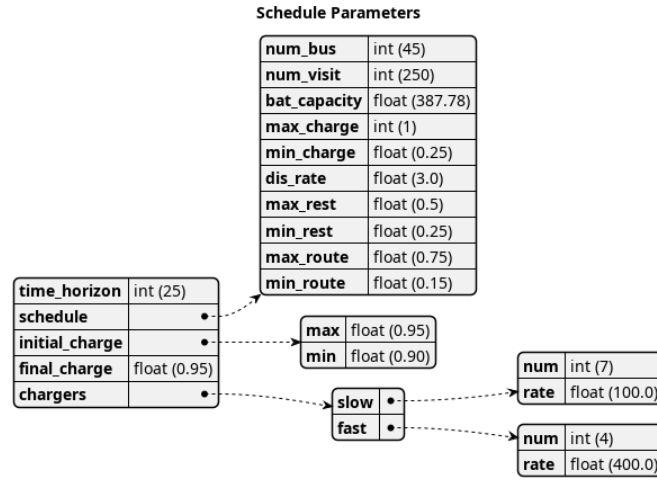 Schedule Parameters
num_bus int (45)
num_visit int (250)
bat_capacity float (387.78)
max_charge int (1)
min_charge float (0.25)
dis_rate float (3.0)
max_rest float (0.5)
min_rest float (0.25)
max_route float (0.75)
min_route float (0.15)
time_horizon int (25)
schedule
initial_charge
final_charge float (0.95)
chargers
max float (0.95)
min float (0.90)
slow
fast
num int (7)
rate float (100.0)
num int (4)
rate float (400.0)